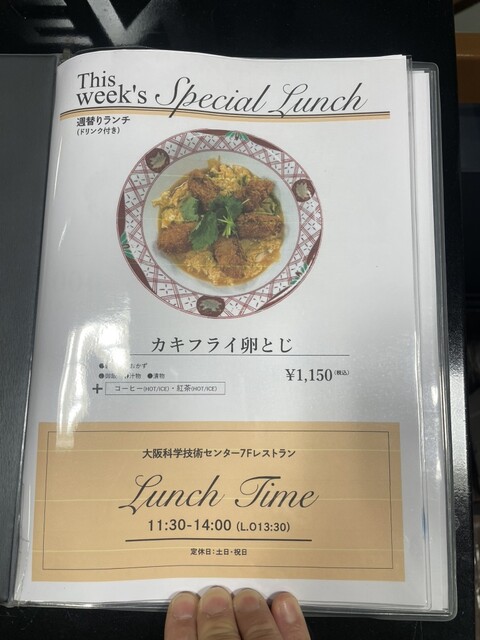 This
week's Special Lunch
週替りランチ
(ドリンク付き)
カキフライ卵とじ
おかず
汁物 ●漬物
¥1,150(税込)
+ コーヒー(HOT/ICE)・紅茶(HOT/ICE)
大阪科学技術センター7Fレストラン
Lunch Time
11:30-14:00 (L.O13:30)
定休日:土日・祝日